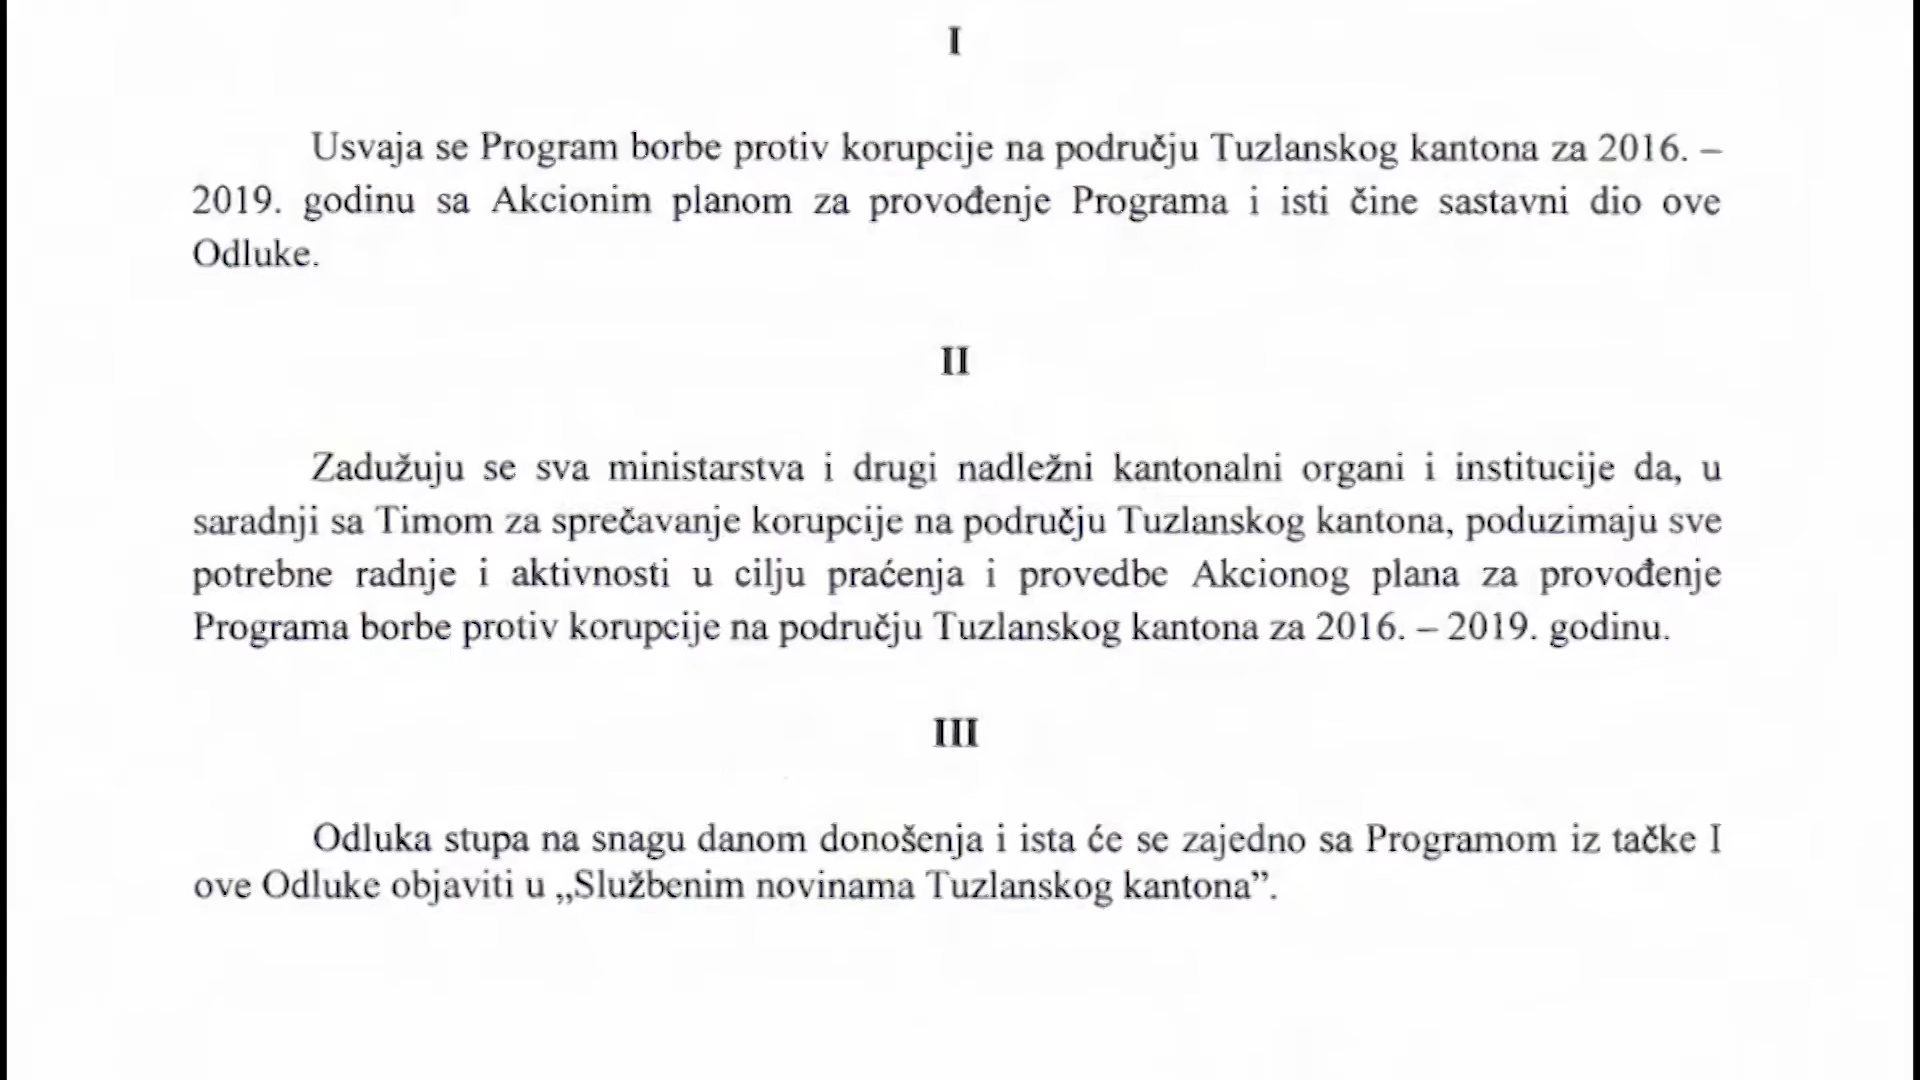 I
Usvaja se Program borbe protiv korupcije na području Tuzlanskog kantona za 2016. –
2019. godinu sa Akcionim planom za provođenje Programa i isti čine sastavni dio ove
Odluke.
II
Zadužuju se sva ministarstva i drugi nadležni kantonalni organi i institucije da, u
saradnji sa Timom za sprečavanje korupcije na području Tuzlanskog kantona, poduzimaju sve
potrebne radnje i aktivnosti u cilju praćenja i provedbe Akcionog plana za provođenje
Programa borbe protiv korupcije na području Tuzlanskog kantona za 2016. – 2019. godinu.
III
Odluka stupa na snagu danom donošenja i ista će se zajedno sa Programom iz tačke I
ove Odluke objaviti u „Službenim novinama Tuzlanskog kantona”.